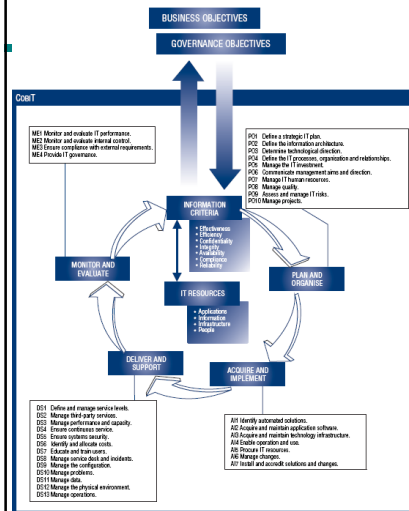 BUSINESS OBJECTIVES
GOVERNANCE OBJECTIVES
COBIT
ME1 Monitor and evaluate IT performance.
ME2 Monitor and evaluate internal control.
ME3 Ensure compliance with external requirements.
ME4 Provide IT governance.
PO1 Define a strategic IT plan.
PO2 Define the information architecture.
PO3 Determine technological direction.
PO4 Define the IT processes, organization and relationships.
PO5 Manage the IT investment.
PO6 Communicate management aims and direction.
PO7 Manage IT human resources.
PO8 Manage quality.
PO9 Assess and manage IT risks.
PO10 Manage projects.
INFORMATION
CRITERIA
• Effectiveness
• Efficiency
• Confidentiality
• Integrity
• Availability
• Compliance
• Reliability
MONITOR AND
EVALUATE
PLAN AND
ORGANISE
IT RESOURCES
• Applications
• Information
• Infrastructure
• People
DELIVER AND
SUPPORT
ACQUIRE AND
IMPLEMENT
DS1 Define and manage service levels.
DS2 Manage third-party services.
DS3 Manage performance and capacity.
DS4 Ensure continuous service.
DS5 Ensure systems security.
DS6 Identify and allocate costs.
DS7 Educate and train users.
DS8 Manage service desk and incidents.
DS9 Manage the configuration.
DS10 Manage problems.
DS11 Manage data.
DS12 Manage the physical environment.
DS13 Manage operations.
AI1 Identify automated solutions.
AI2 Acquire and maintain application software.
AI3 Acquire and maintain technology infrastructure.
AI4 Enable operation and use.
AI5 Procure IT resources.
AI6 Manage changes.
AI7 Install and accredit solutions and changes.